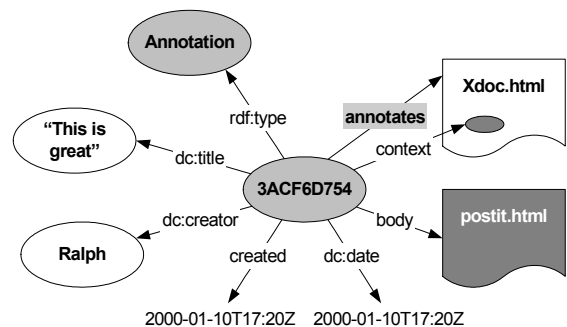 Annotation
Xdoc.html
rdf:type
annotates
“This is
great”
dc:title
context
3ACF6D754
dc:creator
body
postit.html
Ralph
created
dc:date
2000-01-10T17:20Z
2000-01-10T17:20Z